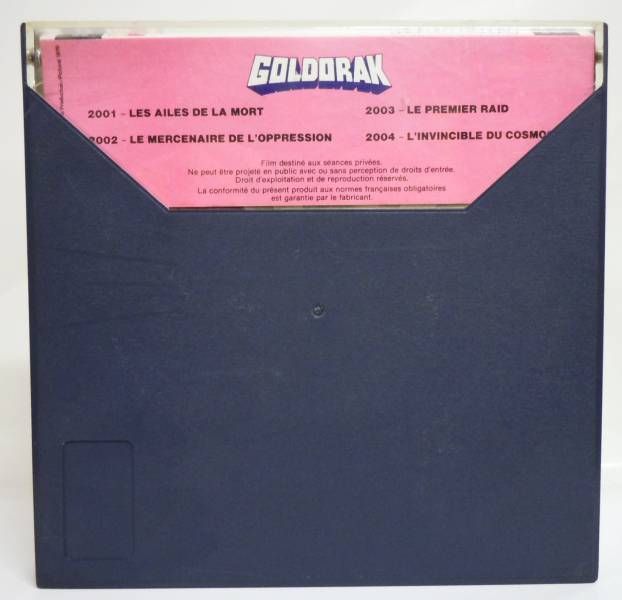 GOLDORAK
2001 - LES AILES DE LA MORT
2003 - LE PREMIER RAID
2002 - LE MERCENAIRE DE L'OPPRESSION
2004 - L'INVINCIBLE DU COSMOS
Film destiné aux séances privées.
Ne peut être projeté en public avec ou sans perception de droits d'entrée.
Droit d'exploitation et de reproduction réservés.
La conformité du présent produit aux normes françaises obligatoires
est garantie par le fabricant.